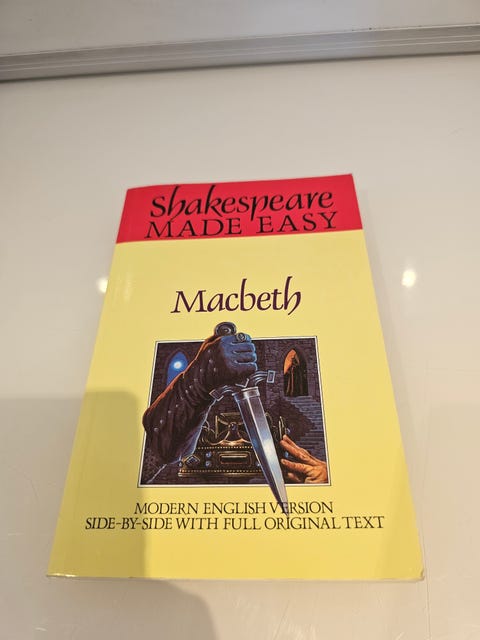 Shakespeare
MADE EASY
Macbeth
MODERN ENGLISH VERSION
SIDE-BY-SIDE WITH FULL ORIGINAL TEXT